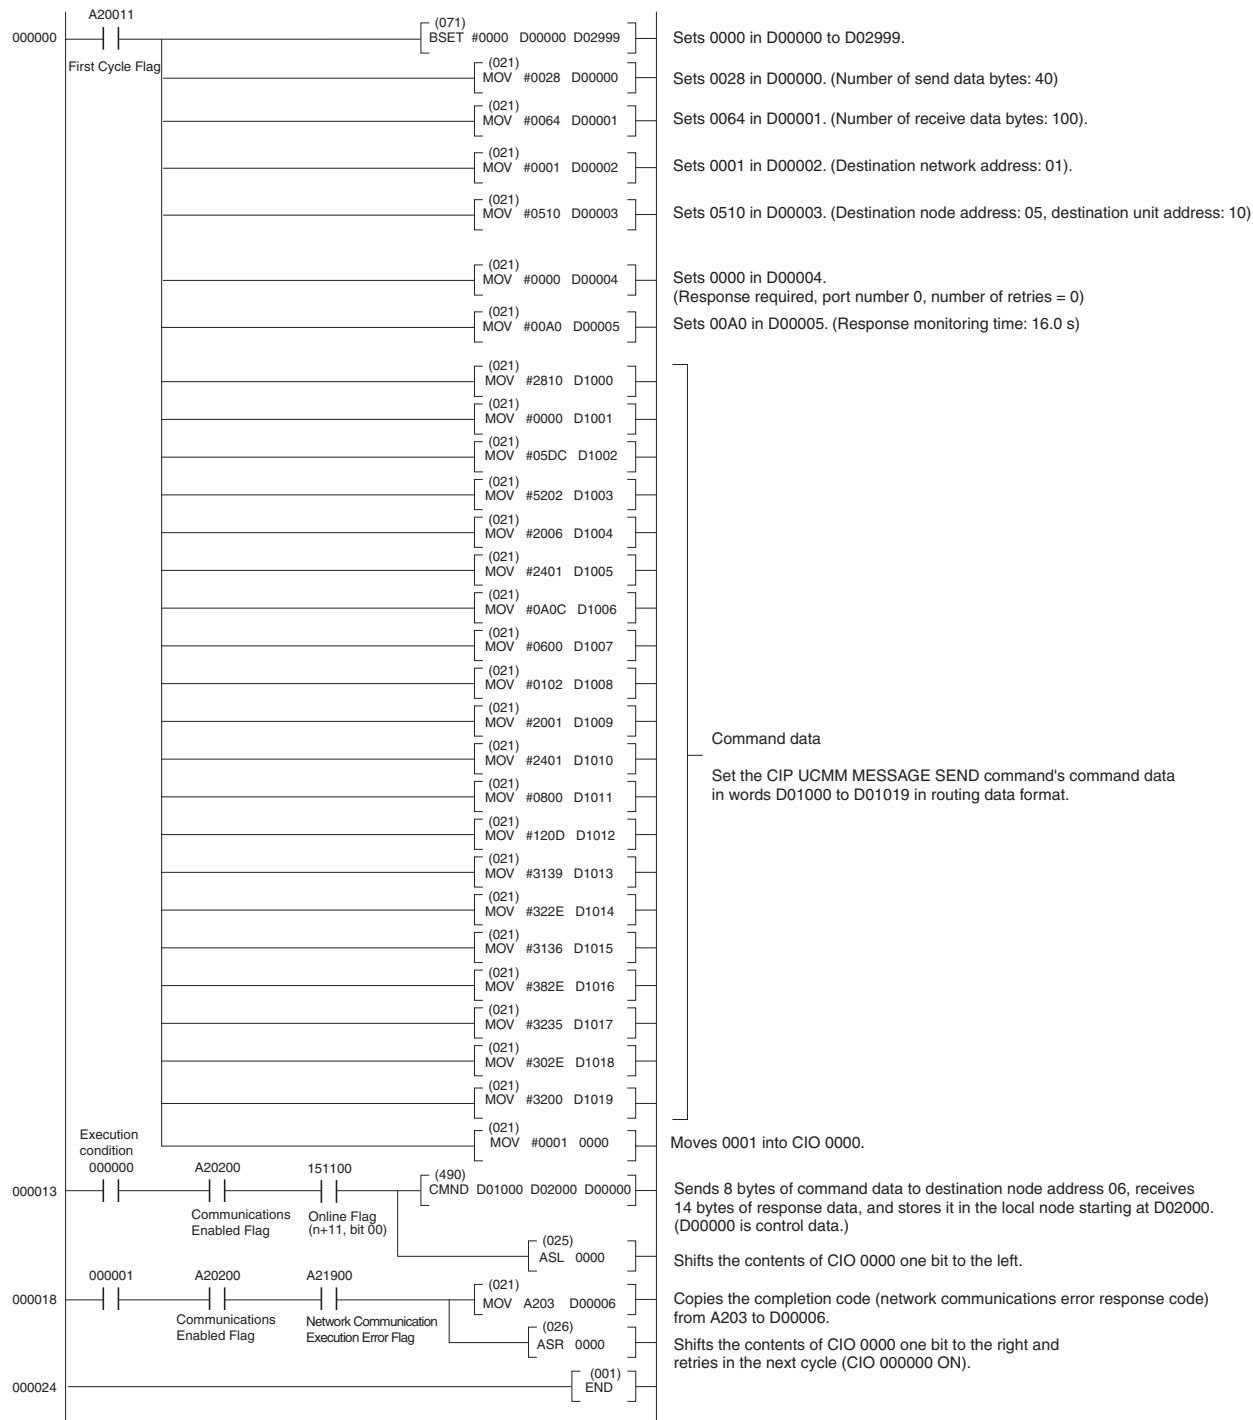 A20011
000000
First Cycle Flag
(071)
BSET #0000 D00000 D02999
Sets 0000 in D00000 to D02999.
(021)
MOV #0028 D00000
Sets 0028 in D00000. (Number of send data bytes: 40)
(021)
MOV #0064 D00001
Sets 0064 in D00001. (Number of receive data bytes: 100).
(021)
MOV #0001 D00002
Sets 0001 in D00002. (Destination network address: 01).
(021)
MOV #0510 D00003
Sets 0510 in D00003. (Destination node address: 05, destination unit address: 10)
(021)
MOV #0000 D00004
Sets 0000 in D00004.
(Response required, port number 0, number of retries = 0)
(021)
MOV #00A0 D00005
Sets 00A0 in D00005. (Response monitoring time: 16.0 s)
(021)
MOV #2810 D1000
(021)
MOV #0000 D1001
(021)
MOV #05DC D1002
(021)
MOV #5202 D1003
(021)
MOV #2006 D1004
(021)
MOV #2401 D1005
(021)
MOV #0A0C D1006
(021)
MOV #0600 D1007
(021)
MOV #0102 D1008
(021)
MOV #2001 D1009
(021)
MOV #2401 D1010
(021)
MOV #0800 D1011
(021)
MOV #120D D1012
(021)
MOV #3139 D1013
(021)
MOV #322E D1014
(021)
MOV #3136 D1015
(021)
MOV #382E D1016
(021)
MOV #3235 D1017
(021)
MOV #302E D1018
(021)
MOV #3200 D1019
Command data
Set the CIP UCMM MESSAGE SEND command's command data
in words D01000 to D01019 in routing data format.
(021)
MOV #0001 0000
Moves 0001 into CIO 0000.
Execution
condition
000000
A20200
151100
000013
Communications
Enabled Flag
Online Flag
(n+11, bit 00)
(490)
CMND D01000 D02000 D00000
Sends 8 bytes of command data to destination node address 06, receives
14 bytes of response data, and stores it in the local node starting at D02000.
(D00000 is control data.)
(025)
ASL 0000
Shifts the contents of CIO 0000 one bit to the left.
000001
A20200
A21900
000018
Communications
Enabled Flag
Network Communication
Execution Error Flag
(021)
MOV A203 D00006
Copies the completion code (network communications error response code)
from A203 to D00006.
(026)
ASR 0000
Shifts the contents of CIO 0000 one bit to the right and
retries in the next cycle (CIO 000000 ON).
000024
(001)
END